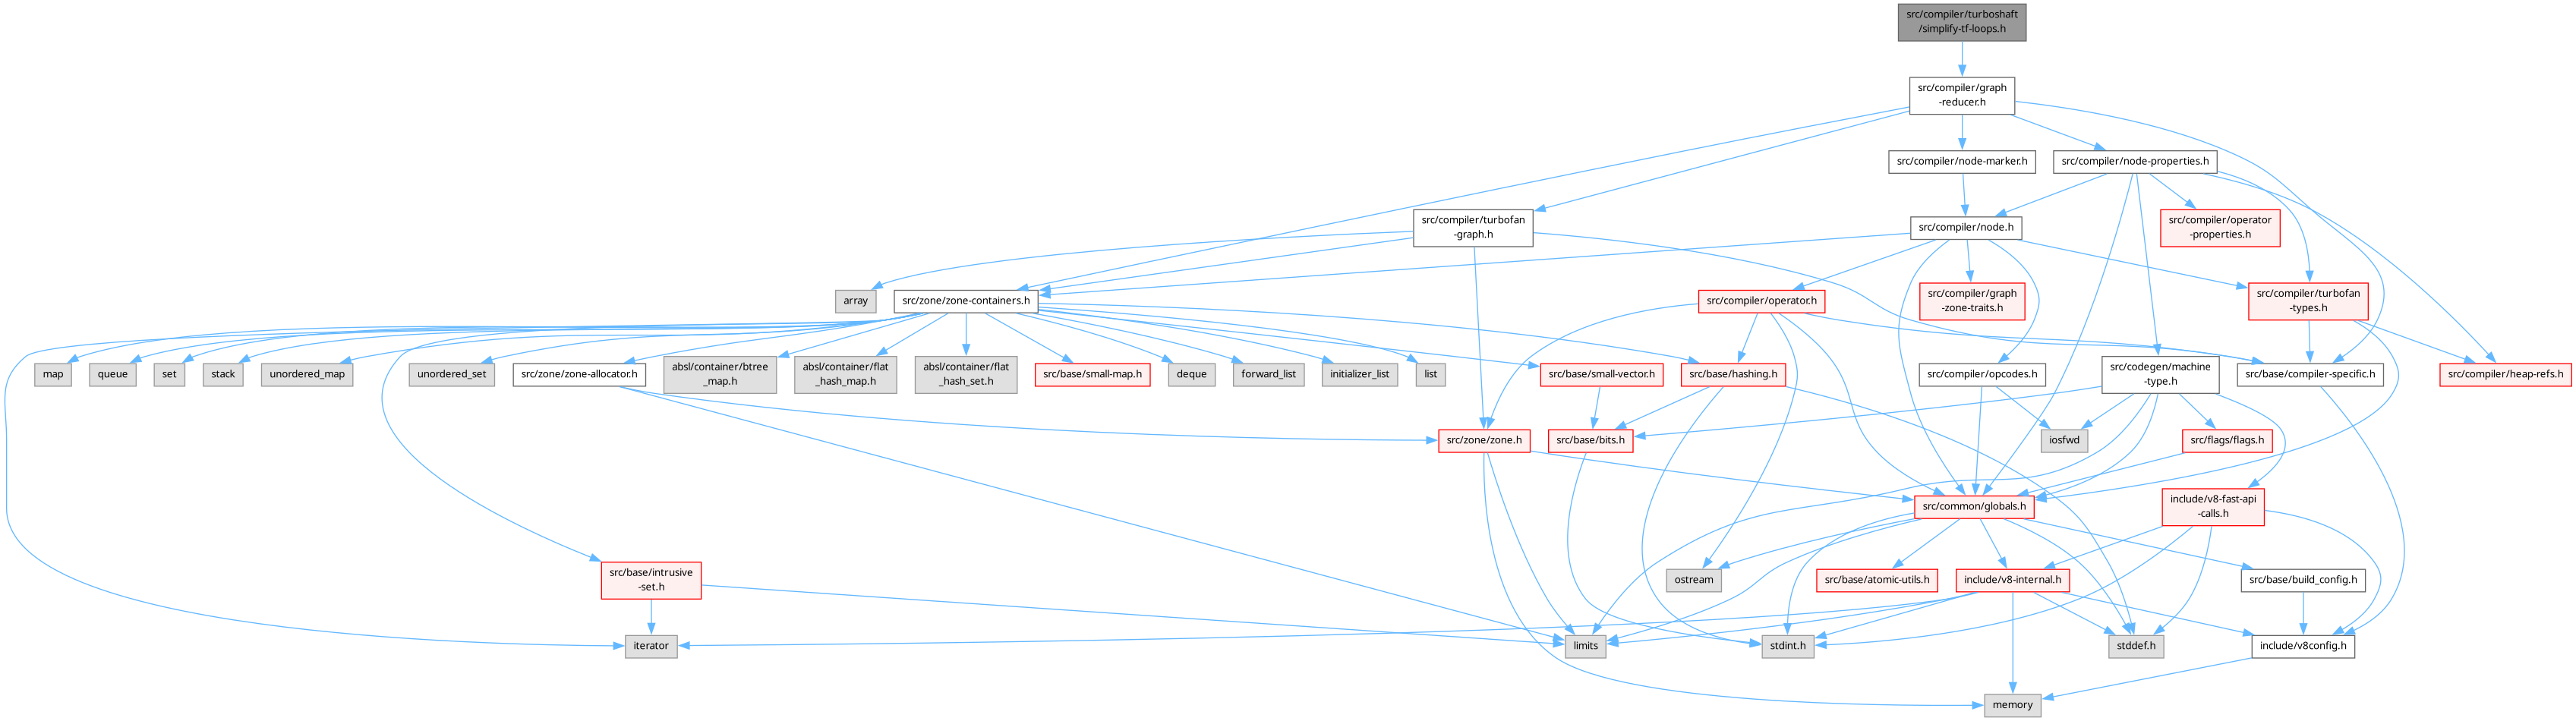 src/compiler/turboshaft
/simplify-tf-loops.h
src/compiler/graph
-reducer.h
src/compiler/node-marker.h
src/compiler/node-properties.h
src/compiler/turbofan
-graph.h
src/compiler/node.h
src/compiler/operator
-properties.h
array
src/zone/zone-containers.h
src/compiler/operator.h
src/compiler/graph
-zone-traits.h
src/compiler/turbofan
-types.h
map
queue
set
stack
unordered_map
unordered_set
src/zone/zone-allocator.h
absl/container/btree
_map.h
absl/container/flat
_hash_map.h
absl/container/flat
_hash_set.h
src/base/small-map.h
deque
forward_list
initializer_list
list
src/base/small-vector.h
src/base/hashing.h
src/compiler/opcodes.h
src/codegen/machine
-type.h
src/base/compiler-specific.h
src/compiler/heap-refs.h
src/zone/zone.h
src/base/bits.h
iosfwd
src/flags/flags.h
src/common/globals.h
include/v8-fast-api
-calls.h
src/base/intrusive
-set.h
ostream
src/base/atomic-utils.h
include/v8-internal.h
src/base/build_config.h
iterator
limits
stdint.h
stddef.h
include/v8config.h
memory